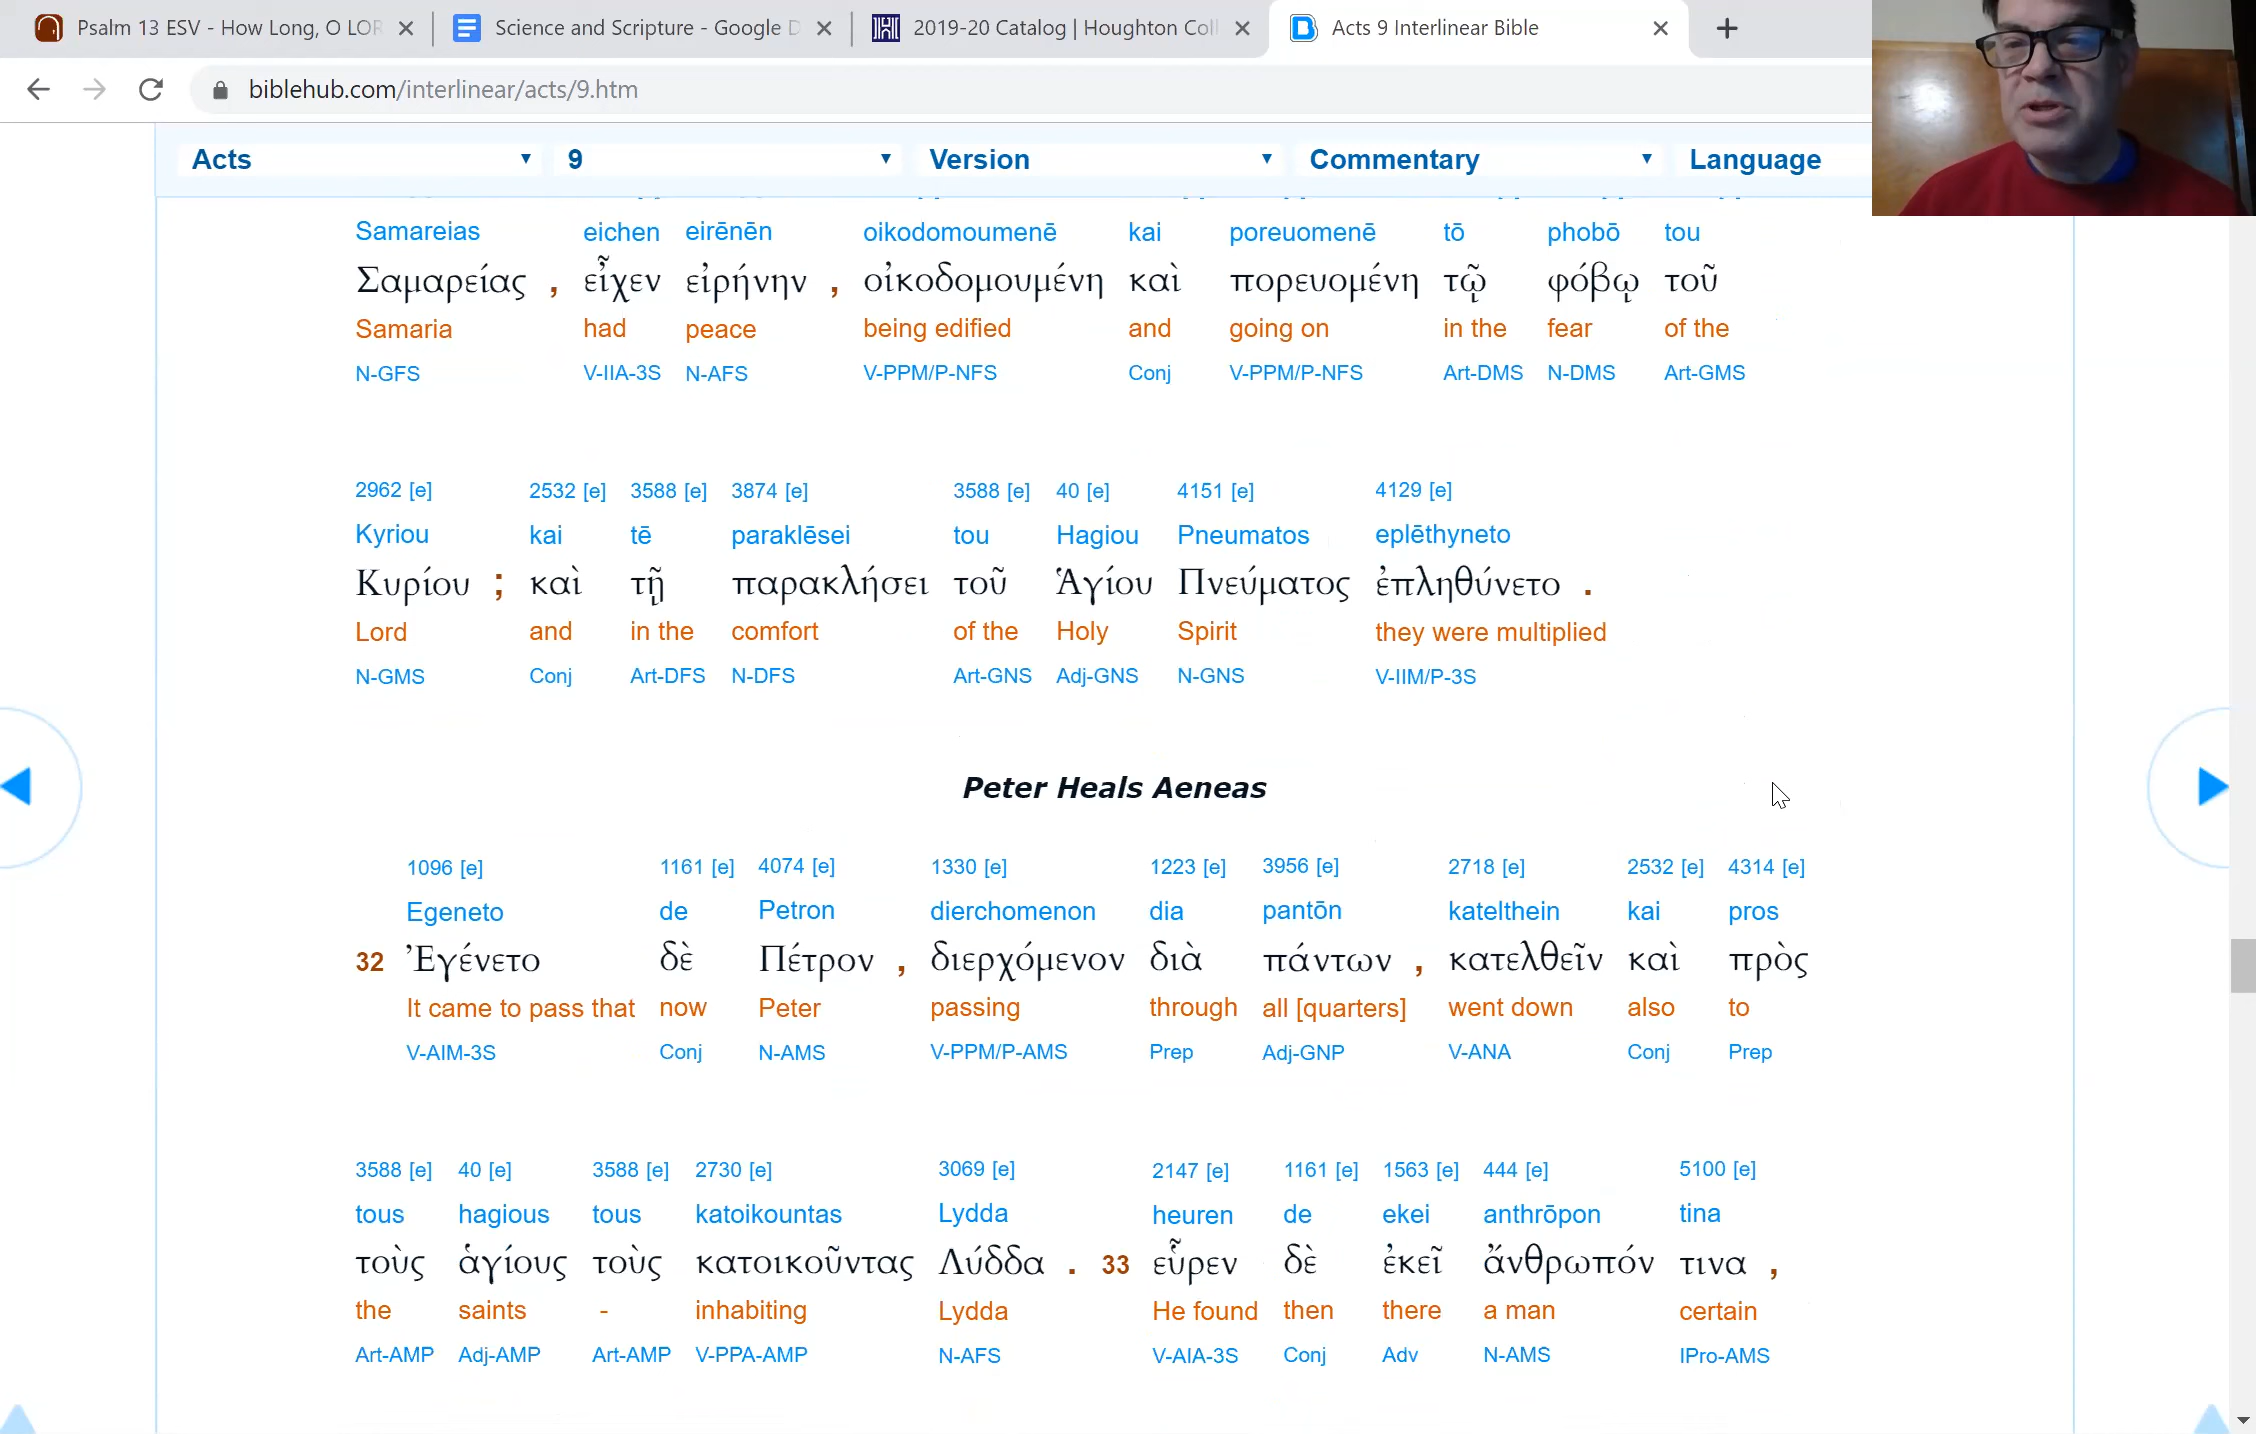 Psalm 13 ESV - How Long, O LOR
Science and Scripture - Google D
2019-20 Catalog | Houghton Coll
Acts 9 Interlinear Bible
biblehub.com/interlinear/acts/9.htm
Acts 9 Version Commentary Language
Samareias eichen eirēnēn oikodomoumenē kai poreuomenē tō phobō tou
Σαμαρείας , εἶχεν εἰρήνην , οἰκοδομουμένη καὶ πορευομένη τῷ φόβῳ τοῦ
Samaria had peace being edified and going on in the fear of the
N-GFS V-IIA-3S N-AFS V-PPM/P-NFS Conj V-PPM/P-NFS Art-DMS N-DMS Art-GMS
2962 [e] 2532 [e] 3588 [e] 3874 [e] 3588 [e] 40 [e] 4151 [e] 4129 [e]
Kyriou kai tē paraklēsei tou Hagiou Pneumatos eplēthyneto
Κυρίου ; καὶ τῇ παρακλήσει τοῦ Ἁγίου Πνεύματος ἐπληθύνετο .
Lord and in the comfort of the Holy Spirit they were multiplied
N-GMS Conj Art-DFS N-DFS Art-GNS Adj-GNS N-GNS V-IIM/P-3S
Peter Heals Aeneas
1096 [e] 1161 [e] 4074 [e] 1330 [e] 1223 [e] 3956 [e] 2718 [e] 2532 [e] 4314 [e]
Egeneto de Petron dierchomenon dia pantōn katelthein kai pros
32 Ἐγένετο δὲ Πέτρον , διερχόμενον διὰ πάντων , κατελθεῖν καὶ πρὸς
It came to pass that now Peter passing through all [quarters] went down also to
V-AIM-3S Conj N-AMS V-PPM/P-AMS Prep Adj-GNP V-ANA Conj Prep
3588 [e] 40 [e] 3588 [e] 2730 [e] 3069 [e] 2147 [e] 1161 [e] 1563 [e] 444 [e] 5100 [e]
tous hagious tous katoikountas Lydda heuren de ekei anthrōpon tina
τοὺς ἁγίους τοὺς κατοικοῦντας Λύδδα . 33 εὗρεν δὲ ἐκεῖ ἄνθρωπόν τινα ,
the saints - inhabiting Lydda He found then there a man certain
Art-AMP Adj-AMP Art-AMP V-PPA-AMP N-AFS V-AIA-3S Conj Adv N-AMS IPro-AMS